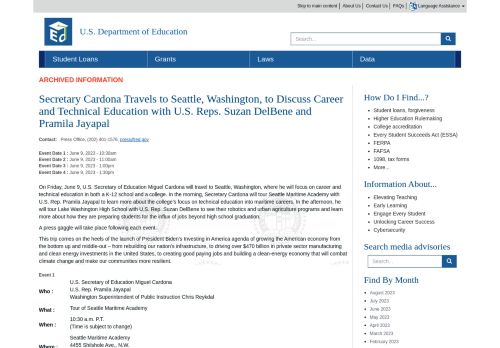 Skip to main content | About Us | Contact Us | FAQs | Language Assistance
U.S. Department of Education
Search...
Student Loans Grants Laws Data
ARCHIVED INFORMATION
Secretary Cardona Travels to Seattle, Washington, to Discuss Career
and Technical Education with U.S. Reps. Suzan DelBene and
Pramila Jayapal
Contact: Press Office, (202) 401-1576, press@ed.gov
Event Date 1 : June 9, 2023 - 10:30am
Event Date 2 : June 9, 2023 - 11:00am
Event Date 3 : June 9, 2023 - 1:00pm
Event Date 4 : June 9, 2023 - 1:30pm
On Friday, June 9, U.S. Secretary of Education Miguel Cardona will travel to Seattle, Washington, where he will focus on career and
technical education in both a K-12 school and a college. In the morning, Secretary Cardona will tour Seattle Maritime Academy with
U.S. Rep. Pramila Jayapal to learn more about the college's focus on technical education into maritime careers. In the afternoon, he
will tour Lake Washington High School with U.S. Rep. Suzan DelBene to see their robotics and urban agriculture programs and learn
more about how they are preparing students for the influx of jobs beyond high school graduation.
A press gaggle will take place following each event.
This trip comes on the heels of the launch of President Biden's Investing in America agenda of growing the American economy from
the bottom up and middle-out – from rebuilding our nation's infrastructure, to driving over $470 billion in private sector manufacturing
and clean energy investments in the United States, to creating good paying jobs and building a clean-energy economy that will combat
climate change and make our communities more resilient.
Event 1
Who :
U.S. Secretary of Education Miguel Cardona
U.S. Rep. Pramila Jayapal
Washington Superintendent of Public Instruction Chris Reykdal
What : Tour of Seattle Maritime Academy
When :
10:30 a.m. P.T.
(Time is subject to change)
Where :
Seattle Maritime Academy
4455 Shilshole Ave., N.W.
How Do I Find...?
Student loans, forgiveness
Higher Education Rulemaking
College accreditation
Every Student Succeeds Act (ESSA)
FERPA
FAFSA
1098, tax forms
More...
Information About...
Elevating Teaching
Early Learning
Engage Every Student
Unlocking Career Success
Cybersecurity
Search media advisories
Search...
Find By Month
August 2023
July 2023
June 2023
May 2023
April 2023
March 2023
February 2023